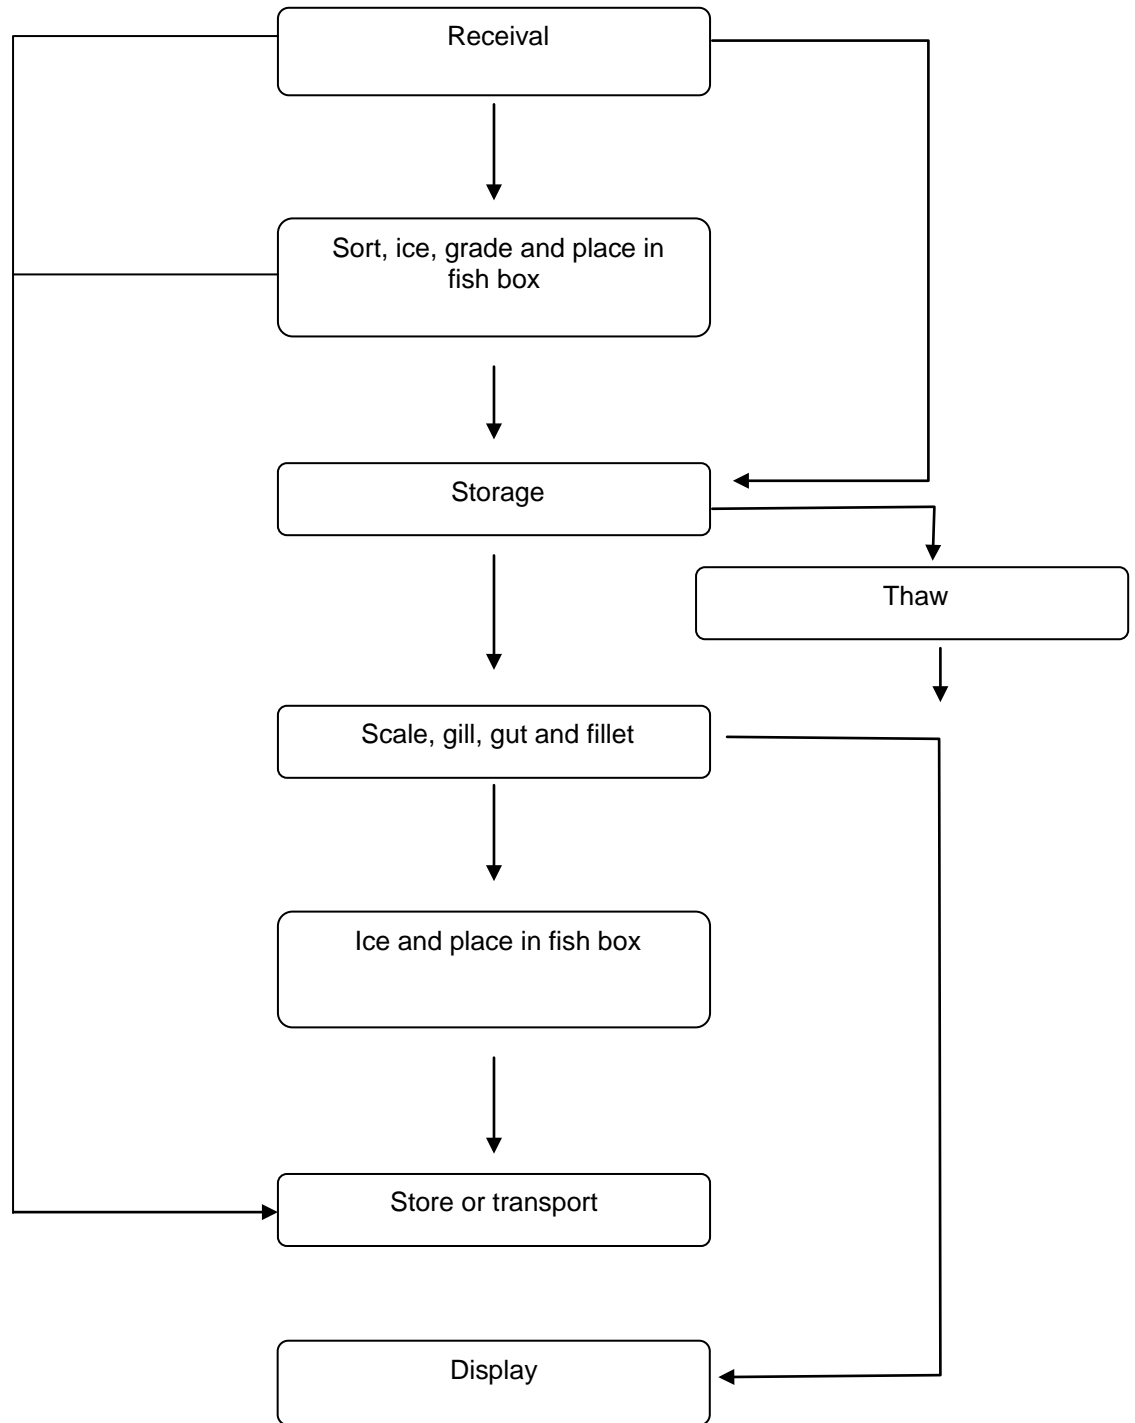 Receival
Sort, ice, grade and place in
fish box
Storage
Thaw
Scale, gill, gut and fillet
Ice and place in fish box
Store or transport
Display